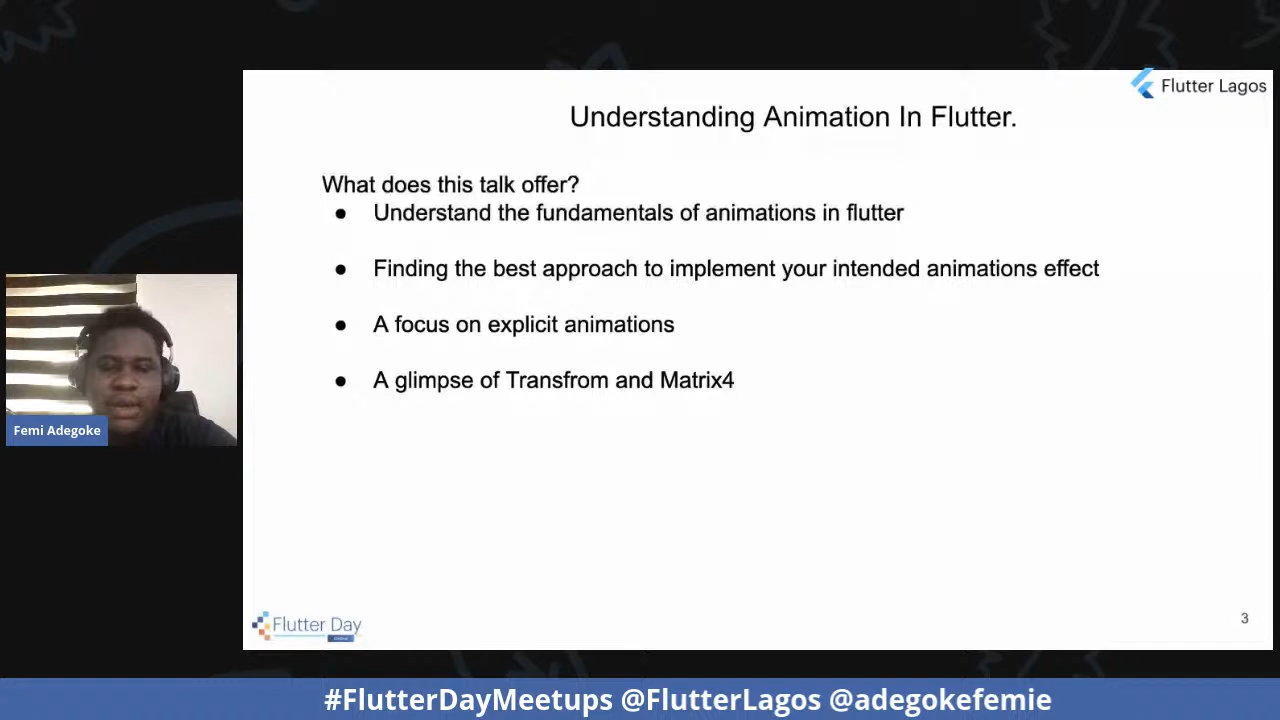 Flutter Lagos
Understanding Animation In Flutter.
What does this talk offer?
● Understand the fundamentals of animations in flutter
● Finding the best approach to implement your intended animations effect
● A focus on explicit animations
● A glimpse of Transfrom and Matrix4
Femi Adegoke
Flutter Day
3
#FlutterDayMeetups @FlutterLagos @adegokefemie